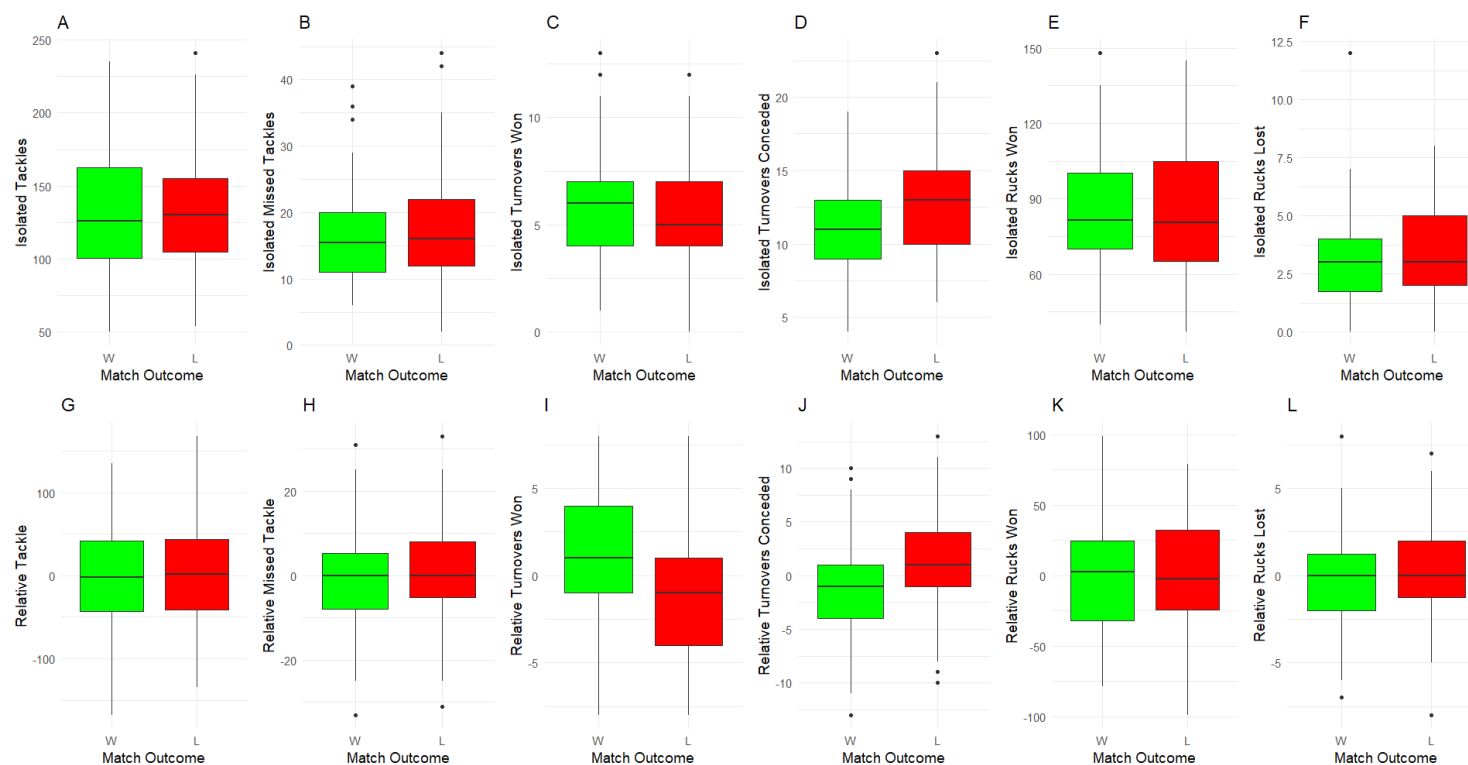 A
Isolated Tackles
250
200
150
100
50
W L
Match Outcome
B
Isolated Missed Tackles
40
30
20
10
0
W L
Match Outcome
C
Isolated Turnovers Won
10
5
0
W L
Match Outcome
D
Isolated Turnovers Conceded
20
15
10
5
W L
Match Outcome
E
Isolated Rucks Won
150
120
90
60
W L
Match Outcome
F
Isolated Rucks Lost
12.5
10.0
7.5
5.0
2.5
0.0
W L
Match Outcome
G
Relative Tackle
100
0
-100
W L
Match Outcome
H
Relative Missed Tackle
20
0
-20
W L
Match Outcome
I
Relative Turnovers Won
5
0
-5
W L
Match Outcome
J
Relative Turnovers Conceded
10
5
0
-5
-10
W L
Match Outcome
K
Relative Rucks Won
100
50
0
-50
-100
W L
Match Outcome
L
Relative Rucks Lost
5
0
-5
W L
Match Outcome